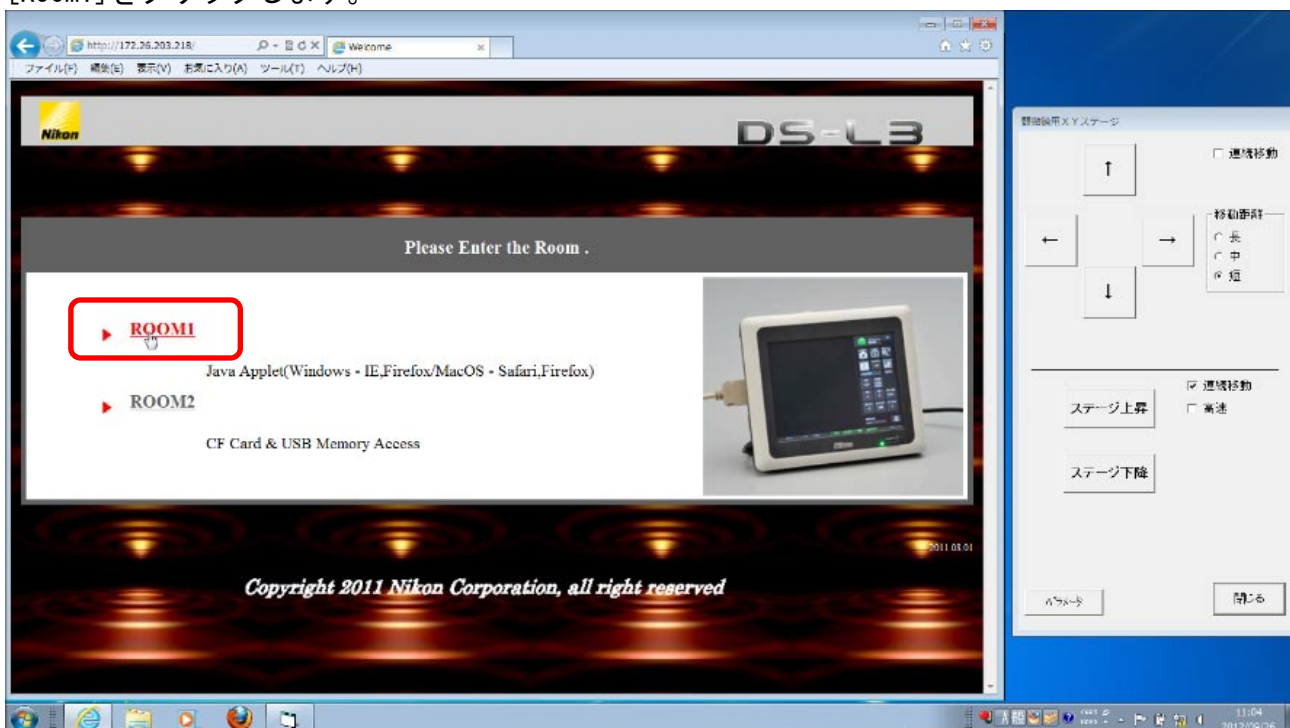 [Room1]をクリックします。
http://172.26.203.218/
Welcome
ファイル(F) 編集(E) 表示(V) お気に入り(A) ツール(T) ヘルプ(H)
Nikon
DS-L3
Please Enter the Room .
ROOM1
Java Applet(Windows - IE,Firefox/MacOS - Safari,Firefox)
ROOM2
CF Card & USB Memory Access
2011.08.01
Copyright 2011 Nikon Corporation, all right reserved
顕微鏡用XYステージ
↑
連続移動
移動距離
←
→
長
中
短
↓
連続移動
ステージ上昇
高速
ステージ下降
パラメータ
閉じる
11:04
2012/09/26